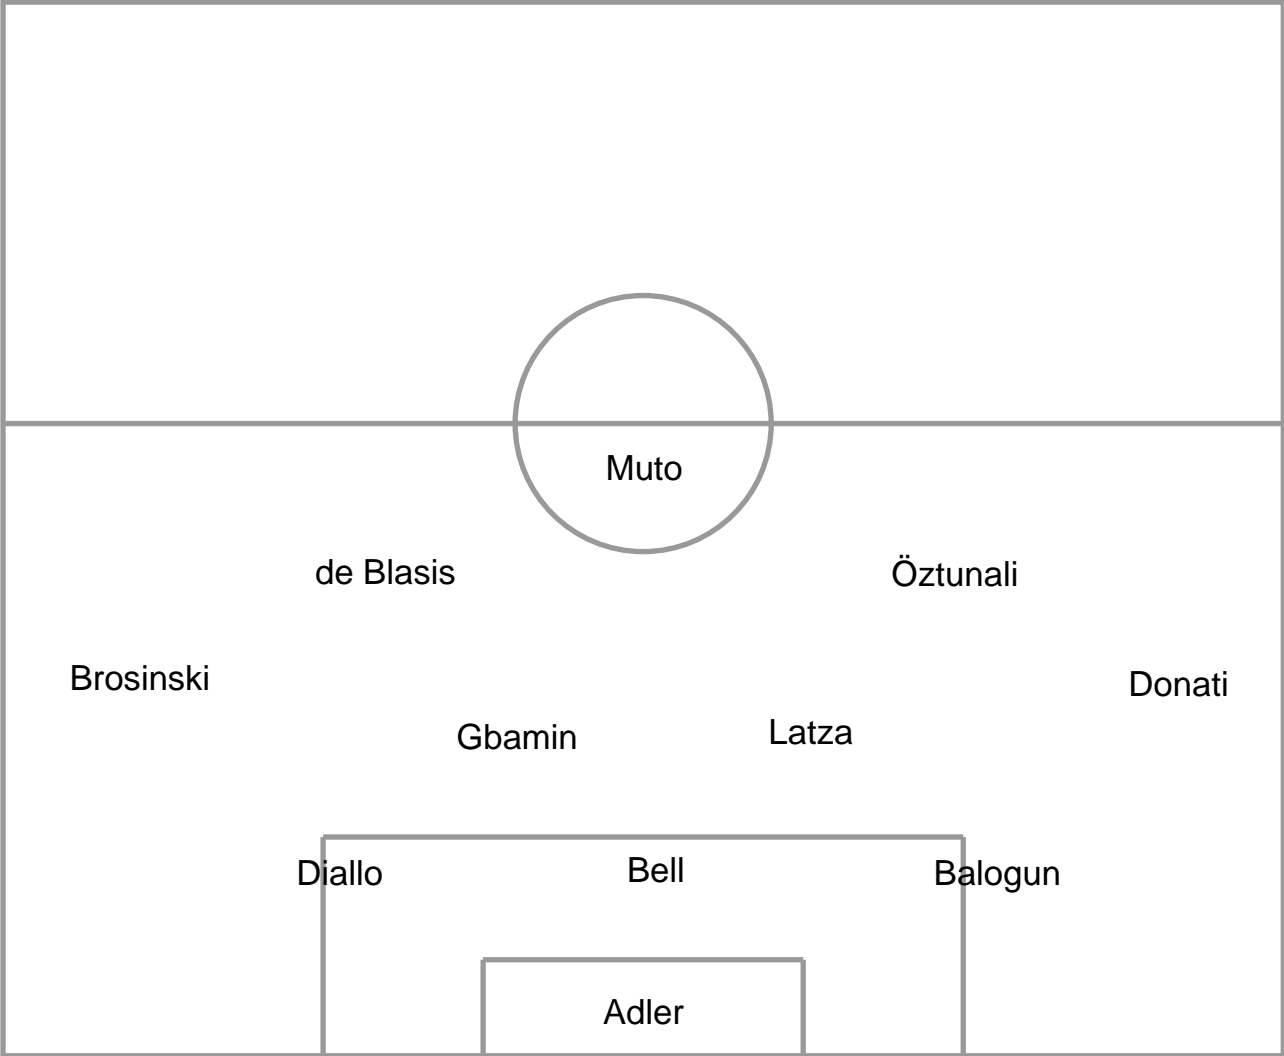 Muto
de Blasis
Öztunali
Brosinski
Donati
Gbamin
Latza
Diallo
Bell
Balogun
Adler